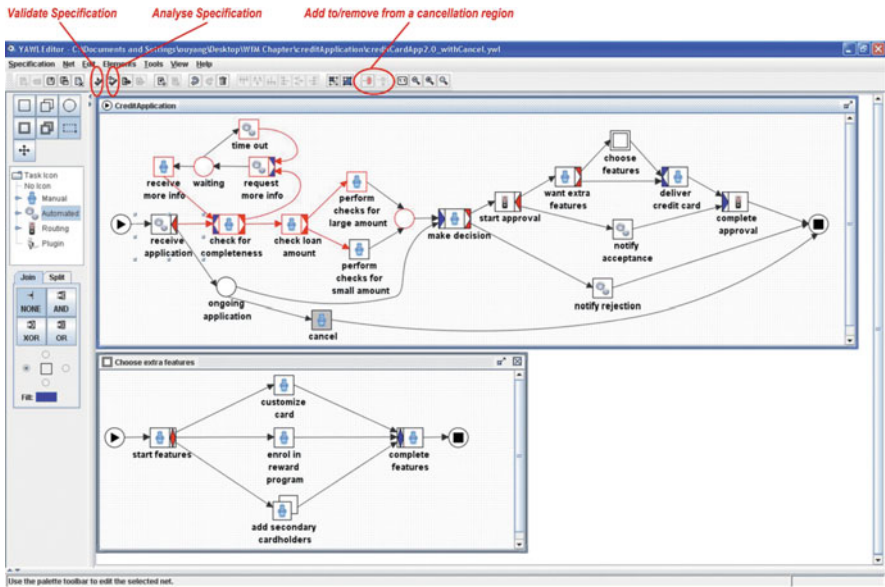 Validate Specification
Analyse Specification
Add to/remove from a cancellation region
YAWLEditor - C:\Documents and Settings\ouyang\Desktop\WfM Chapter\creditApplication\creditCardApp2.0_withCancel.ywl
Specification Net Edit Elements Tools View Help
CreditApplication
time out
receive
more info
waiting
request
more info
choose
features
perform
checks for
large amount
want extra
features
deliver
credit card
start approval
receive
application
check for
completeness
check loan
amount
make decision
complete
approval
perform
checks for
small amount
notify
acceptance
ongoing
application
notify rejection
cancel
Task Icon
No Icon
Manual
Automated
Routing
Plugin
Join Split
NONE AND
XOR OR
Fill:
Choose extra features
customize
card
start features
enrol in
reward
program
complete
features
add secondary
cardholders
Use the palette toolbar to edit the selected net.